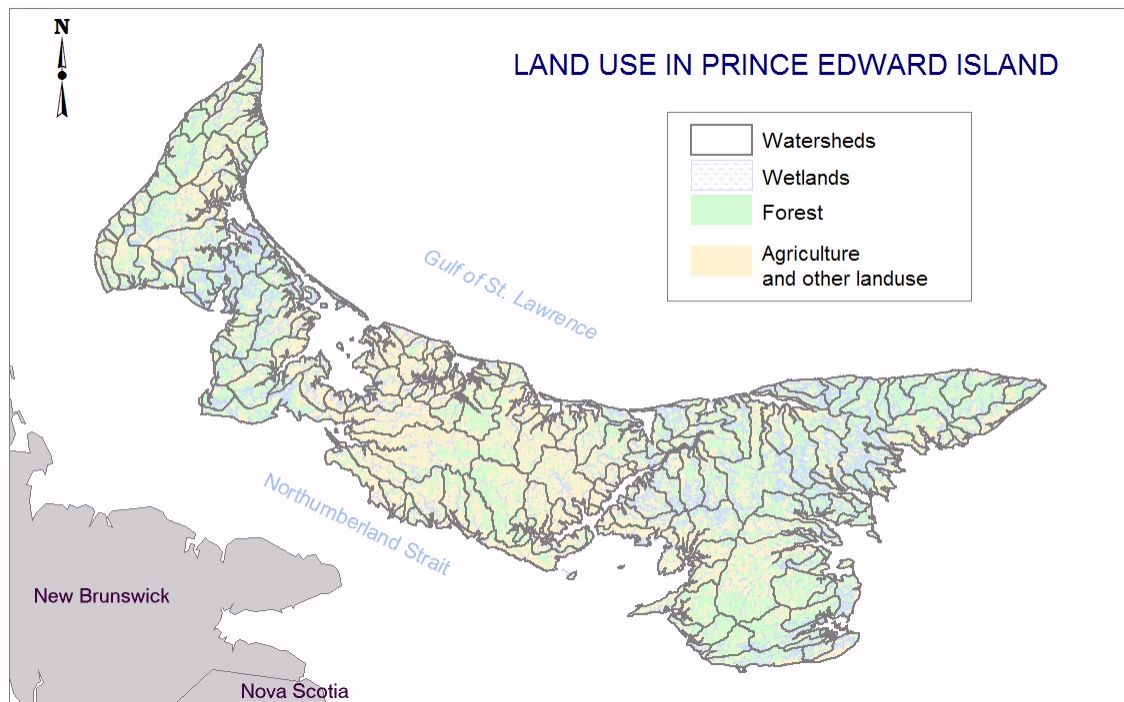 N
LAND USE IN PRINCE EDWARD ISLAND
Watersheds
Wetlands
Forest
Agriculture
and other landuse
Gulf of St. Lawrence
Northumberland Strait
New Brunswick
Nova Scotia